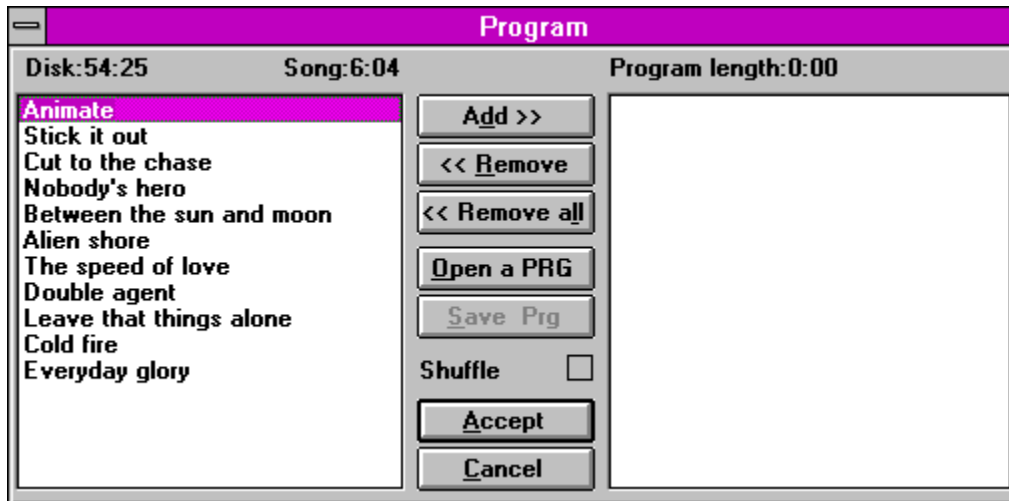 Program
Disk:54:25 Song:6:04 Program length:0:00
Animate
Stick it out
Cut to the chase
Nobody's hero
Between the sun and moon
Alien shore
The speed of love
Double agent
Leave that things alone
Cold fire
Everyday glory
Add >>
<< Remove
<< Remove all
Open a PRG
Save Prg
Shuffle
Accept
Cancel